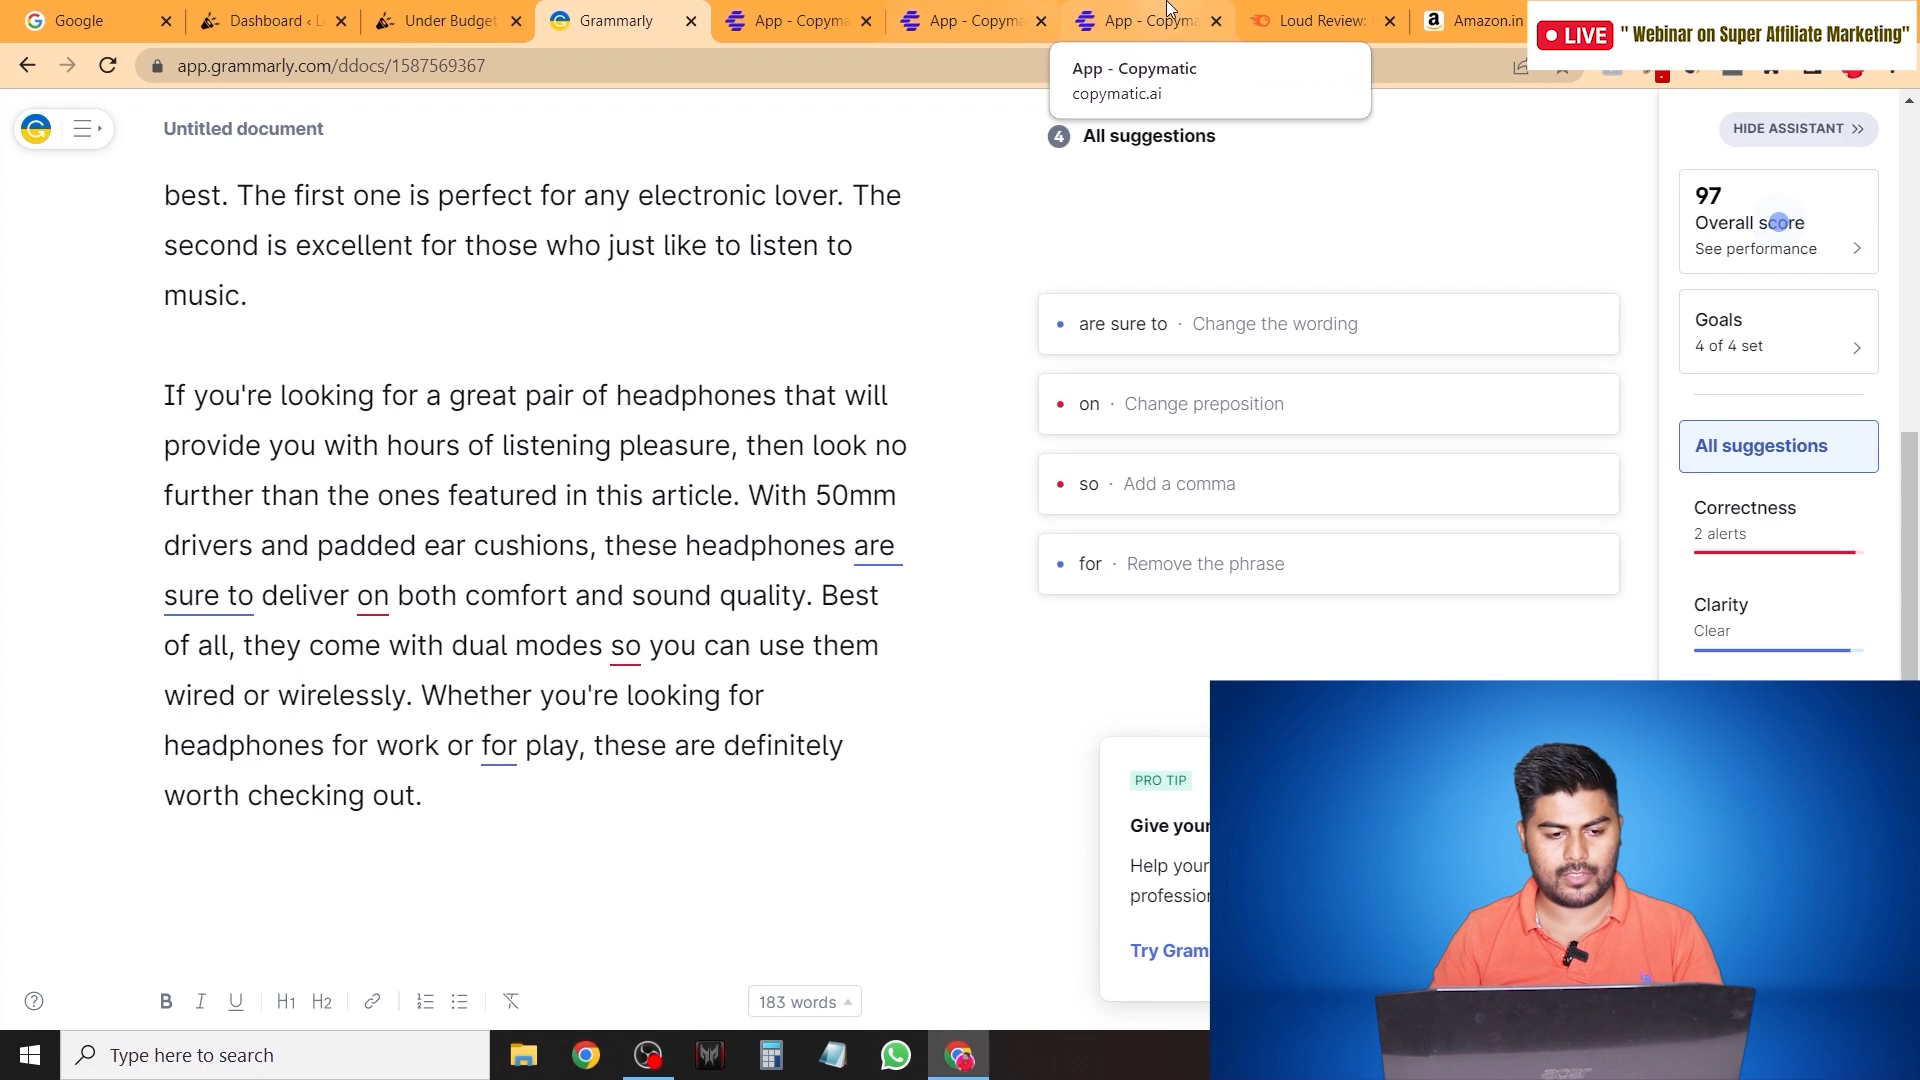 Google
Dashboard ‹ L
Under Budget
Grammarly
App - Copyma
App - Copyma
App - Copyma
Loud Review:
Amazon.in
LIVE " Webinar on Super Affiliate Marketing"
app.grammarly.com/ddocs/1587569367
App - Copymatic
copymatic.ai
Untitled document
4 All suggestions
HIDE ASSISTANT
best. The first one is perfect for any electronic lover. The
second is excellent for those who just like to listen to
music.
If you're looking for a great pair of headphones that will
provide you with hours of listening pleasure, then look no
further than the ones featured in this article. With 50mm
drivers and padded ear cushions, these headphones are
sure to deliver on both comfort and sound quality. Best
of all, they come with dual modes so you can use them
wired or wirelessly. Whether you're looking for
headphones for work or for play, these are definitely
worth checking out.
are sure to · Change the wording
on · Change preposition
so · Add a comma
for · Remove the phrase
97
Overall score
See performance
Goals
4 of 4 set
All suggestions
Correctness
2 alerts
Clarity
Clear
PRO TIP
Give your
Help your
profession
Try Gram
B I U H1 H2
183 words
Type here to search
acer